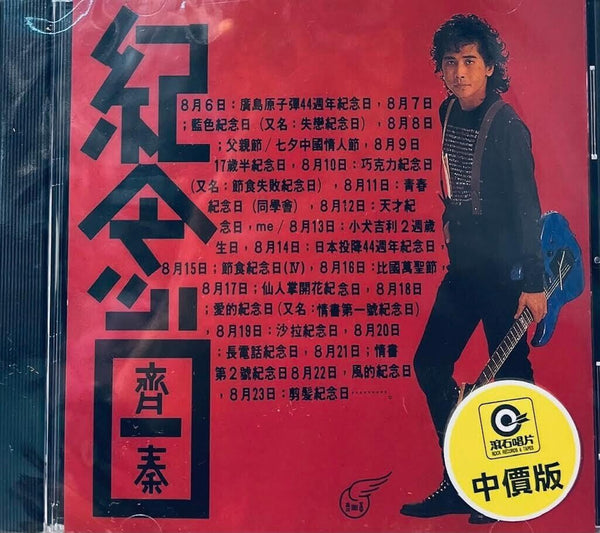 紀念日
齊秦
8月6日：廣島原子彈44週年紀念日，8月7日
；藍色紀念日（又名：失戀紀念日），8月8日
；父親節/七夕中國情人節，8月9日
17歲半紀念日，8月10日：巧克力紀念日
（又名：節食失敗紀念日），8月11日：青春
紀念日（同學會），8月12日：天才紀
念日，me / 8月13日：小犬吉利2週歲
生日，8月14日：日本投降44週年紀念日，
8月15日；節食紀念日(Ⅳ)，8月16日：比國萬聖節，
8月17日；仙人掌開花紀念日，8月18日
；愛的紀念日（又名：情書第一號紀念日）
，8月19日：沙拉紀念日，8月20日
：長電話紀念日，8月21日；情書
第2號紀念日8月22日，風的紀念日
，8月23日：剪髮紀念日………。
滾石唱片
ROCK RECORDS & TAPES
中價版